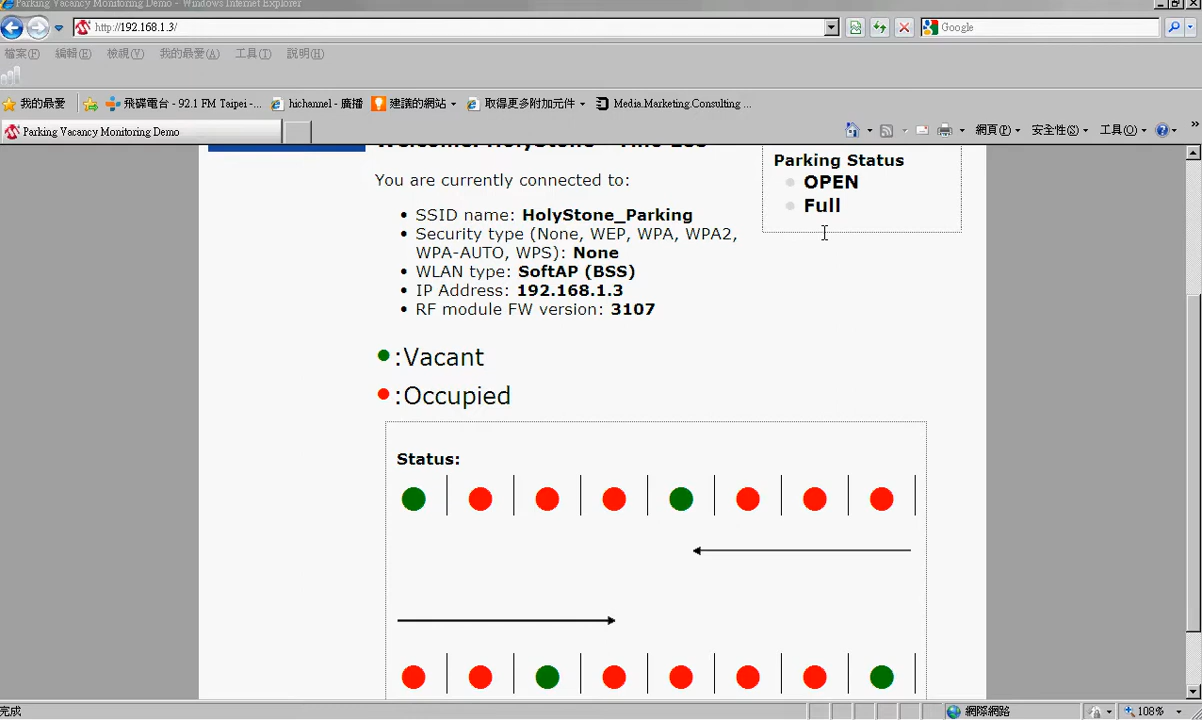 Parking Vacancy Monitoring Demo - Windows Internet Explorer
http://192.168.1.3/
Google
檔案(F) 編輯(E) 檢視(V) 我的最愛(A) 工具(T) 說明(H)
我的最愛 飛碟電台 - 92.1 FM Taipei -... hichannel - 廣播 建議的網站 取得更多附加元件 Media.Marketing.Consulting ...
Parking Vacancy Monitoring Demo
網頁(P) 安全性(S) 工具(O)
Parking Status
OPEN
Full
You are currently connected to:
SSID name: HolyStone_Parking
Security type (None, WEP, WPA, WPA2,
WPA-AUTO, WPS): None
WLAN type: SoftAP (BSS)
IP Address: 192.168.1.3
RF module FW version: 3107
:Vacant
:Occupied
Status:
完成
網際網路
108%